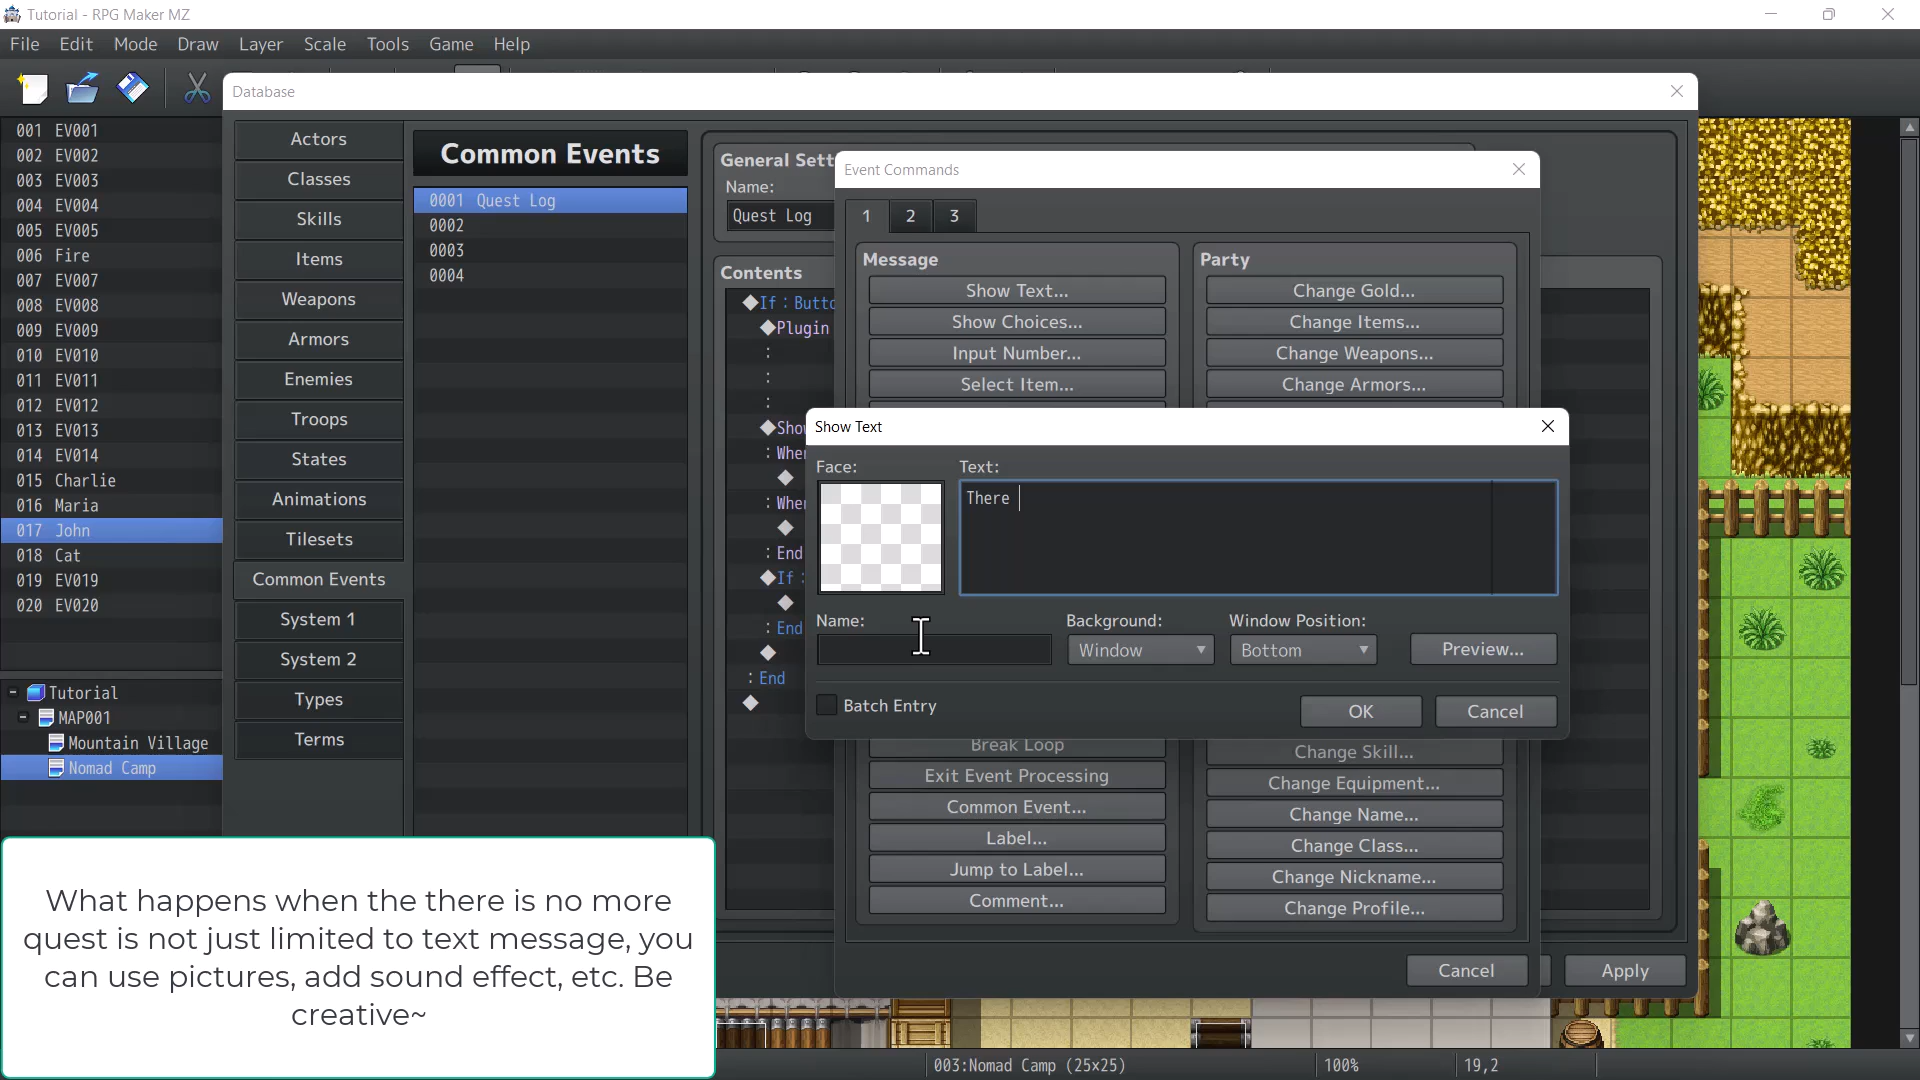 Tutorial - RPG Maker MZ
File Edit Mode Draw Layer Scale Tools Game Help
Database
001 EV001
002 EV002
003 EV003
004 EV004
005 EV005
006 Fire
007 EV007
008 EV008
009 EV009
010 EV010
011 EV011
012 EV012
013 EV013
014 EV014
015 Charlie
016 Maria
017 John
018 Cat
019 EV019
020 EV020
Tutorial
MAP001
Mountain Village
Nomad Camp
Actors
Classes
Skills
Items
Weapons
Armors
Enemies
Troops
States
Animations
Tilesets
Common Events
System 1
System 2
Types
Terms
Common Events
0001 Quest Log
0002
0003
0004
General Sett
Name:
Quest Log
Contents
◆If : Butto
◆Plugin
:
:
:
◆Show
: When
◆
: When
◆
: End
◆If :
◆
: End
◆
: End
◆
Event Commands
1 2 3
Message
Show Text...
Show Choices...
Input Number...
Select Item...
Party
Change Gold...
Change Items...
Change Weapons...
Change Armors...
Show Text
Face:
Text:
There
Name:
Background:
Window
Window Position:
Bottom
Preview...
Batch Entry
OK
Cancel
Break Loop
Exit Event Processing
Common Event...
Label...
Jump to Label...
Comment...
Change Skill...
Change Equipment...
Change Name...
Change Class...
Change Nickname...
Change Profile...
Cancel
Apply
What happens when the there is no more
quest is not just limited to text message, you
can use pictures, add sound effect, etc. Be
creative~
003:Nomad Camp (25x25)
100%
19,2